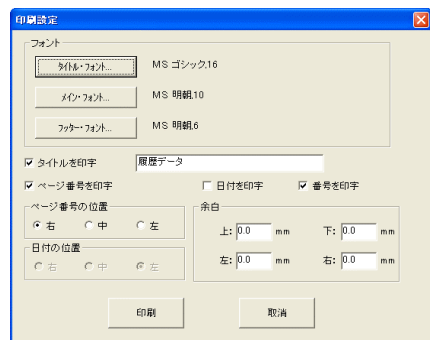 印刷設定
フォント
タイトル・フォント... MS ゴシック,16
メイン・フォント... MS 明朝,10
フッター・フォント... MS 明朝,6
タイトルを印字 履歴データ
ページ番号を印字 日付を印字 番号を印字
ページ番号の位置 余白
右 中 左 上: 0.0 mm 下: 0.0 mm
日付の位置
右 中 左 左: 0.0 mm 右: 0.0 mm
印刷 取消